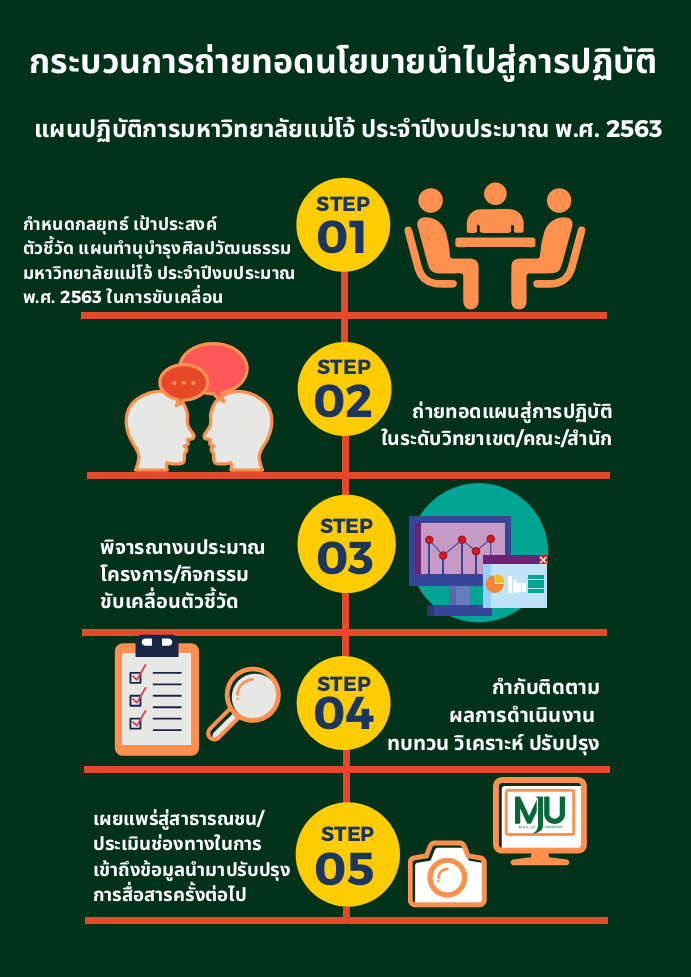 กระบวนการถ่ายทอดนโยบายนำไปสู่การปฏิบัติ
แผนปฏิบัติการมหาวิทยาลัยแม่โจ้ ประจำปีงบประมาณ พ.ศ. 2563
STEP
01
กำหนดกลยุทธ์ เป้าประสงค์
ตัวชี้วัด แผนทำนุบำรุงศิลปวัฒนธรรม
มหาวิทยาลัยแม่โจ้ ประจำปีงบประมาณ
พ.ศ. 2563 ในการขับเคลื่อน
STEP
02
ถ่ายทอดแผนสู่การปฏิบัติ
ในระดับวิทยาเขต/คณะ/สำนัก
STEP
03
พิจารณางบประมาณ
โครงการ/กิจกรรม
ขับเคลื่อนตัวชี้วัด
STEP
04
กำกับติดตาม
ผลการดำเนินงาน
ทบทวน วิเคราะห์ ปรับปรุง
STEP
05
เผยแพร่สู่สาธารณชน/
ประเมินช่องทางในการ
เข้าถึงข้อมูลนำมาปรับปรุง
การสื่อสารครั้งต่อไป
MJU